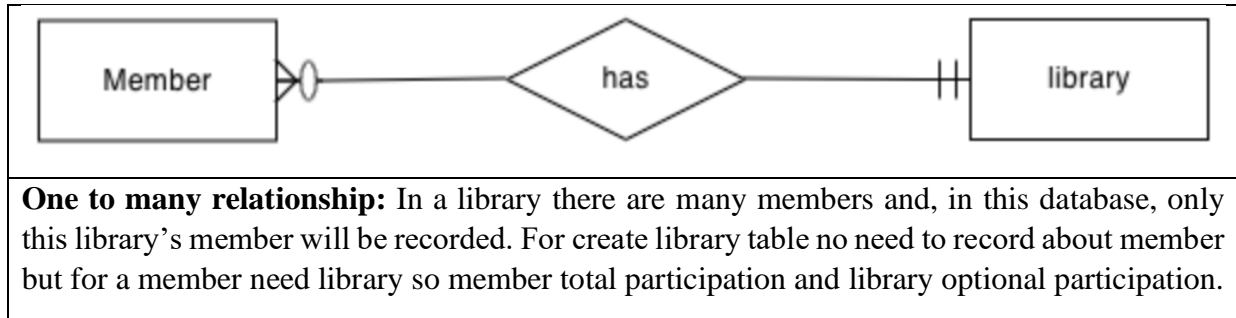 Member has library
One to many relationship: In a library there are many members and, in this database, only
this library’s member will be recorded. For create library table no need to record about member
but for a member need library so member total participation and library optional participation.